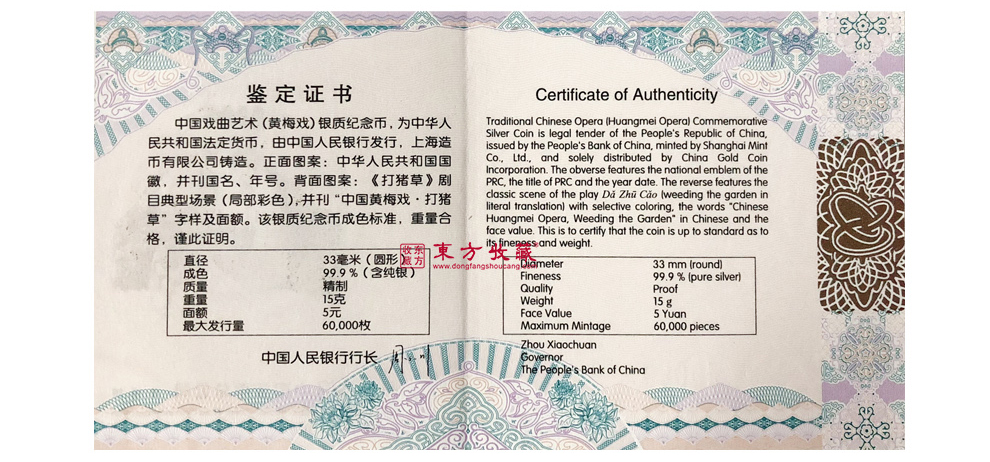 鉴定证书
中国戏曲艺术（黄梅戏）银质纪念币，为中华人
民共和国法定货币，由中国人民银行发行，上海造
币有限公司铸造。正面图案：中华人民共和国国
徽，并刊国名、年号。背面图案：《打猪草》剧
目典型场景（局部彩色），并刊“中国黄梅戏·打猪
草”字样及面额。该银质纪念币成色标准，重量合
格，谨此证明。
直径 33毫米（圆形）
成色 99.9 %（含纯银）
质量 精制
重量 15克
面额 5元
最大发行量 60,000枚
中国人民银行行长
Certificate of Authenticity
Traditional Chinese Opera (Huangmei Opera) Commemorative
Silver Coin is legal tender of the People's Republic of China,
issued by the People's Bank of China, minted by Shanghai Mint
Co., Ltd., and solely distributed by China Gold Coin
Incorporation. The obverse features the national emblem of the
PRC, the title of PRC and the year date. The reverse features the
classic scene of the play Dǎ Zhū Cǎo (weeding the garden in
literal translation) with selective coloring, the words "Chinese
Huangmei Opera, Weeding the Garden" in Chinese and the
face value. This is to certify that the coin is up to standard as to
its fineness and weight.
Diameter 33 mm (round)
Fineness 99.9 % (pure silver)
Quality Proof
Weight 15 g
Face Value 5 Yuan
Maximum Mintage 60,000 pieces
Zhou Xiaochuan
Governor
The People's Bank of China
東方收藏
www.dongfangshoucang.com